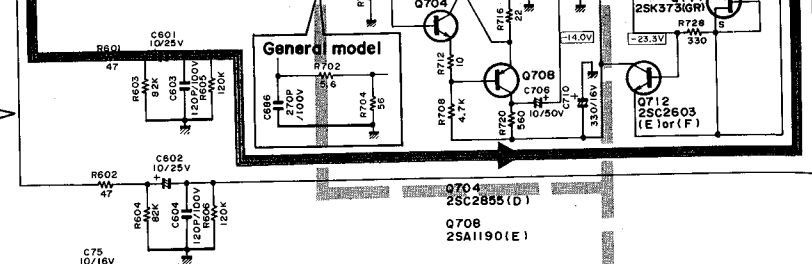 Q704
R716
22
2SK373(GR)
S
R728
330
-14.0V
-23.3V
C601
10/25V
R601
47
R603
82K
C603
120P/100V
R605
120K
General model
R702
5.6
C686
270P
/100V
R704
56
R712
10
Q708
R708
4.7K
C706
10/50V
R720
560
C710
330/16V
Q712
2SC2603
(E)or(F)
C602
10/25V
R602
47
R604
82K
C604
120P/100V
R606
120K
Q704
2SC2855(D)
Q708
2SA1190(E)
C75
10/16V